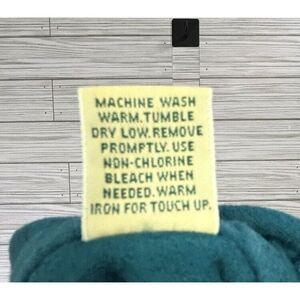 MACHINE WASH
WARM.TUMBLE
DRY LOW.REMOVE
PROMPTLY.USE
NON-CHLORINE
BLEACH WHEN
NEEDED.WARM
IRON FOR TOUCH UP.